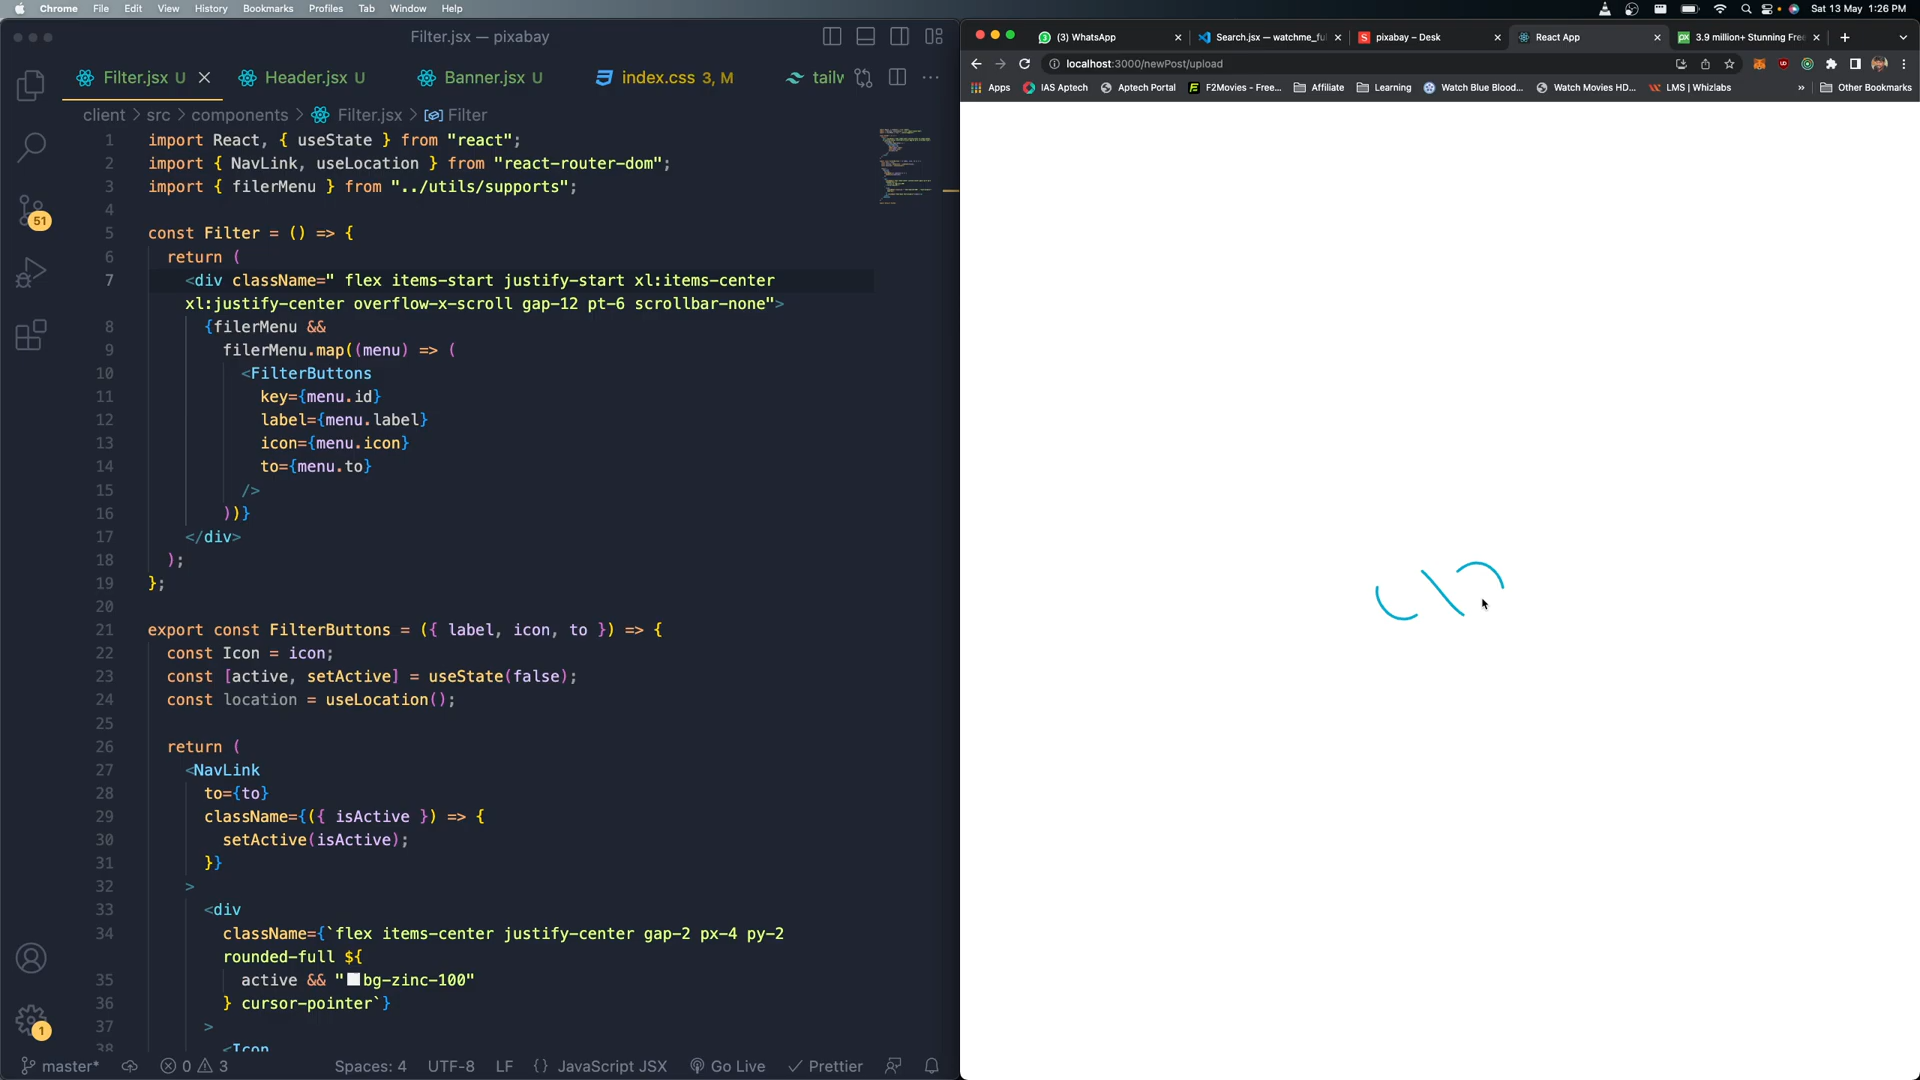 Chrome File Edit View History Bookmarks Profiles Tab Window Help
Sat 13 May 1:26 PM
Filter.jsx — pixabay
Filter.jsx U Header.jsx U Banner.jsx U index.css 3, M tailw
client > src > components > Filter.jsx > Filter
1 import React, { useState } from "react";
2 import { NavLink, useLocation } from "react-router-dom";
3 import { filerMenu } from "../utils/supports";
4
5 const Filter = () => {
6 return (
7 <div className=" flex items-start justify-start xl:items-center
xl:justify-center overflow-x-scroll gap-12 pt-6 scrollbar-none">
8 {filerMenu &&
9 filerMenu.map((menu) => (
10 <FilterButtons
11 key={menu.id}
12 label={menu.label}
13 icon={menu.icon}
14 to={menu.to}
15 />
16 ))}
17 </div>
18 );
19 };
20
21 export const FilterButtons = ({ label, icon, to }) => {
22 const Icon = icon;
23 const [active, setActive] = useState(false);
24 const location = useLocation();
25
26 return (
27 <NavLink
28 to={to}
29 className={({ isActive }) => {
30 setActive(isActive);
31 }}
32 >
33 <div
34 className={`flex items-center justify-center gap-2 px-4 py-2
rounded-full ${
35 active && "bg-zinc-100"
36 } cursor-pointer`}
37 >
38 <Icon
51
1
master* 0 3 Spaces: 4 UTF-8 LF {} JavaScript JSX Go Live Prettier
(3) WhatsApp Search.jsx — watchme_fu pixabay – Desk React App 3.9 million+ Stunning Fre
localhost:3000/newPost/upload
Apps IAS Aptech Aptech Portal F2Movies - Free... Affiliate Learning Watch Blue Blood... Watch Movies HD... LMS | Whizlabs » Other Bookmarks